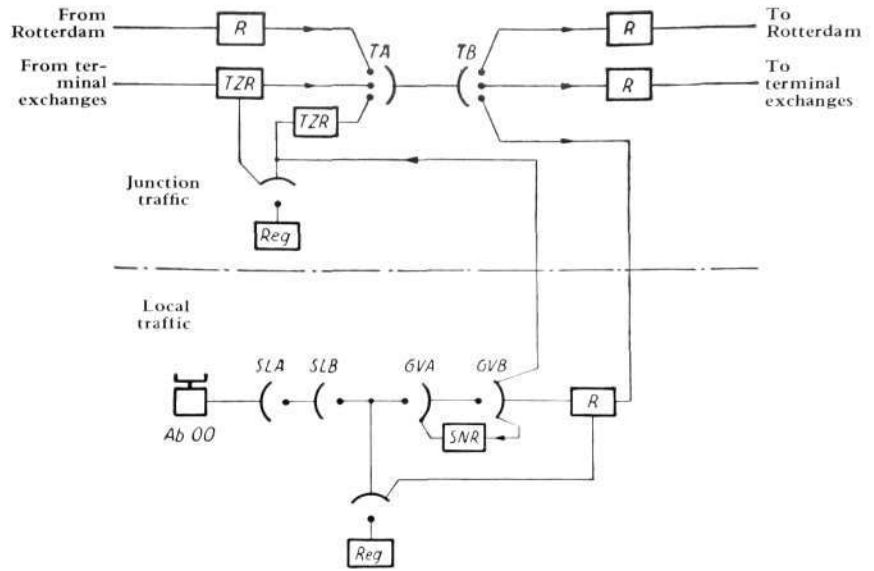 From
Rotterdam
R
TA
TB
R
To
Rotterdam
From ter-
minal
exchanges
TZR
R
To
terminal
exchanges
TZR
Junction
traffic
Reg
Local
traffic
SLA
SLB
GVA
GVB
R
Ab 00
SNR
Reg